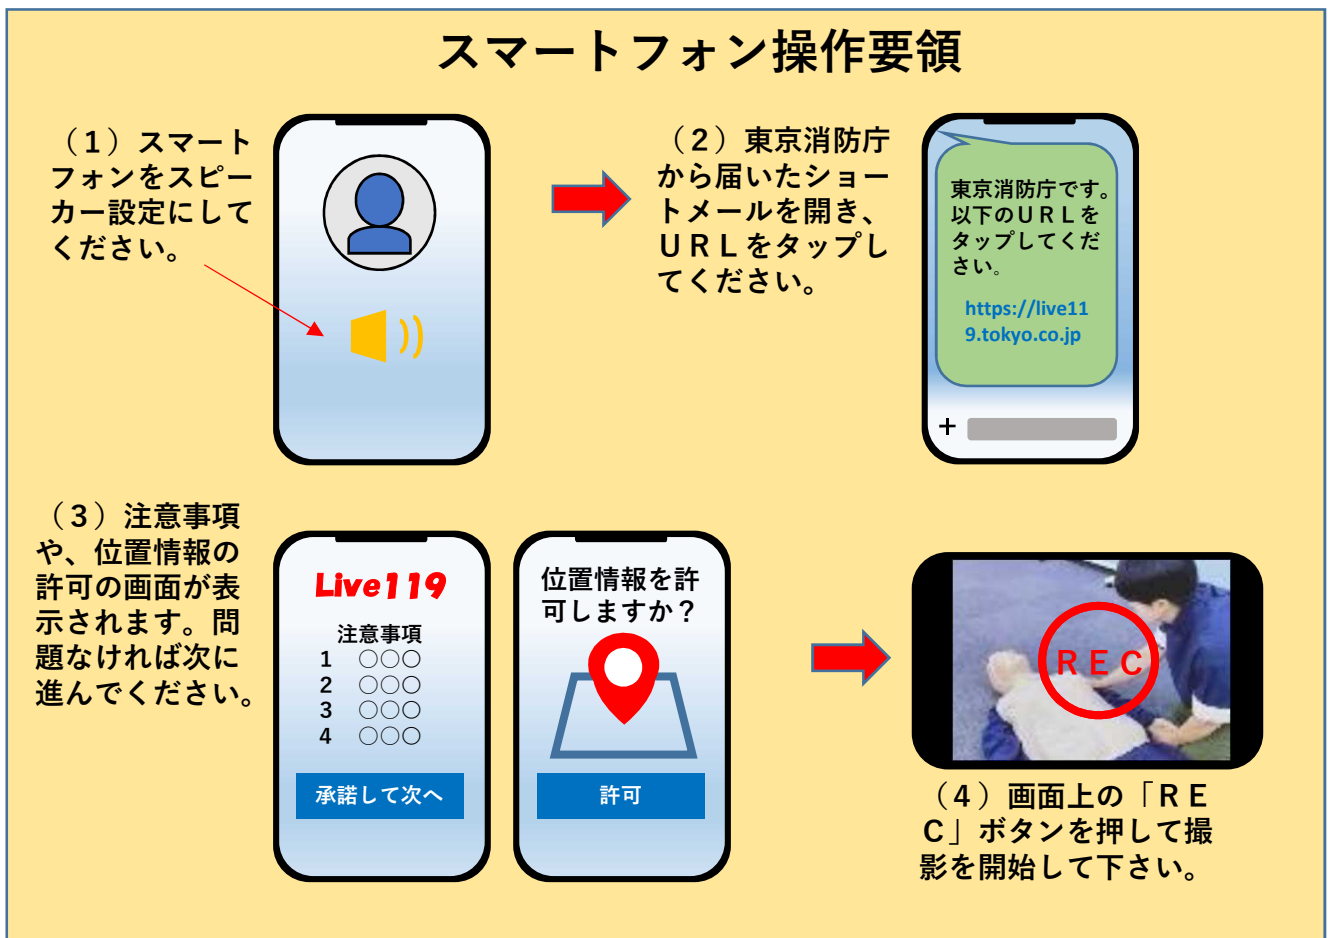 スマートフォン操作要領
（１）スマート
フォンをスピー
カー設定にして
ください。
（２）東京消防庁
から届いたショー
トメールを開き、
ＵＲＬをタップし
てください。
東京消防庁です。
以下のＵＲＬを
タップしてくだ
さい。
https://live11
9.tokyo.co.jp
+
（３）注意事項
や、位置情報の
許可の画面が表
示されます。問
題なければ次に
進んでください。
Live119
注意事項
1 ○○○
2 ○○○
3 ○○○
4 ○○○
承諾して次へ
位置情報を許
可しますか？
許可
ＲＥＣ
（４）画面上の「ＲＥ
Ｃ」ボタンを押して撮
影を開始して下さい。